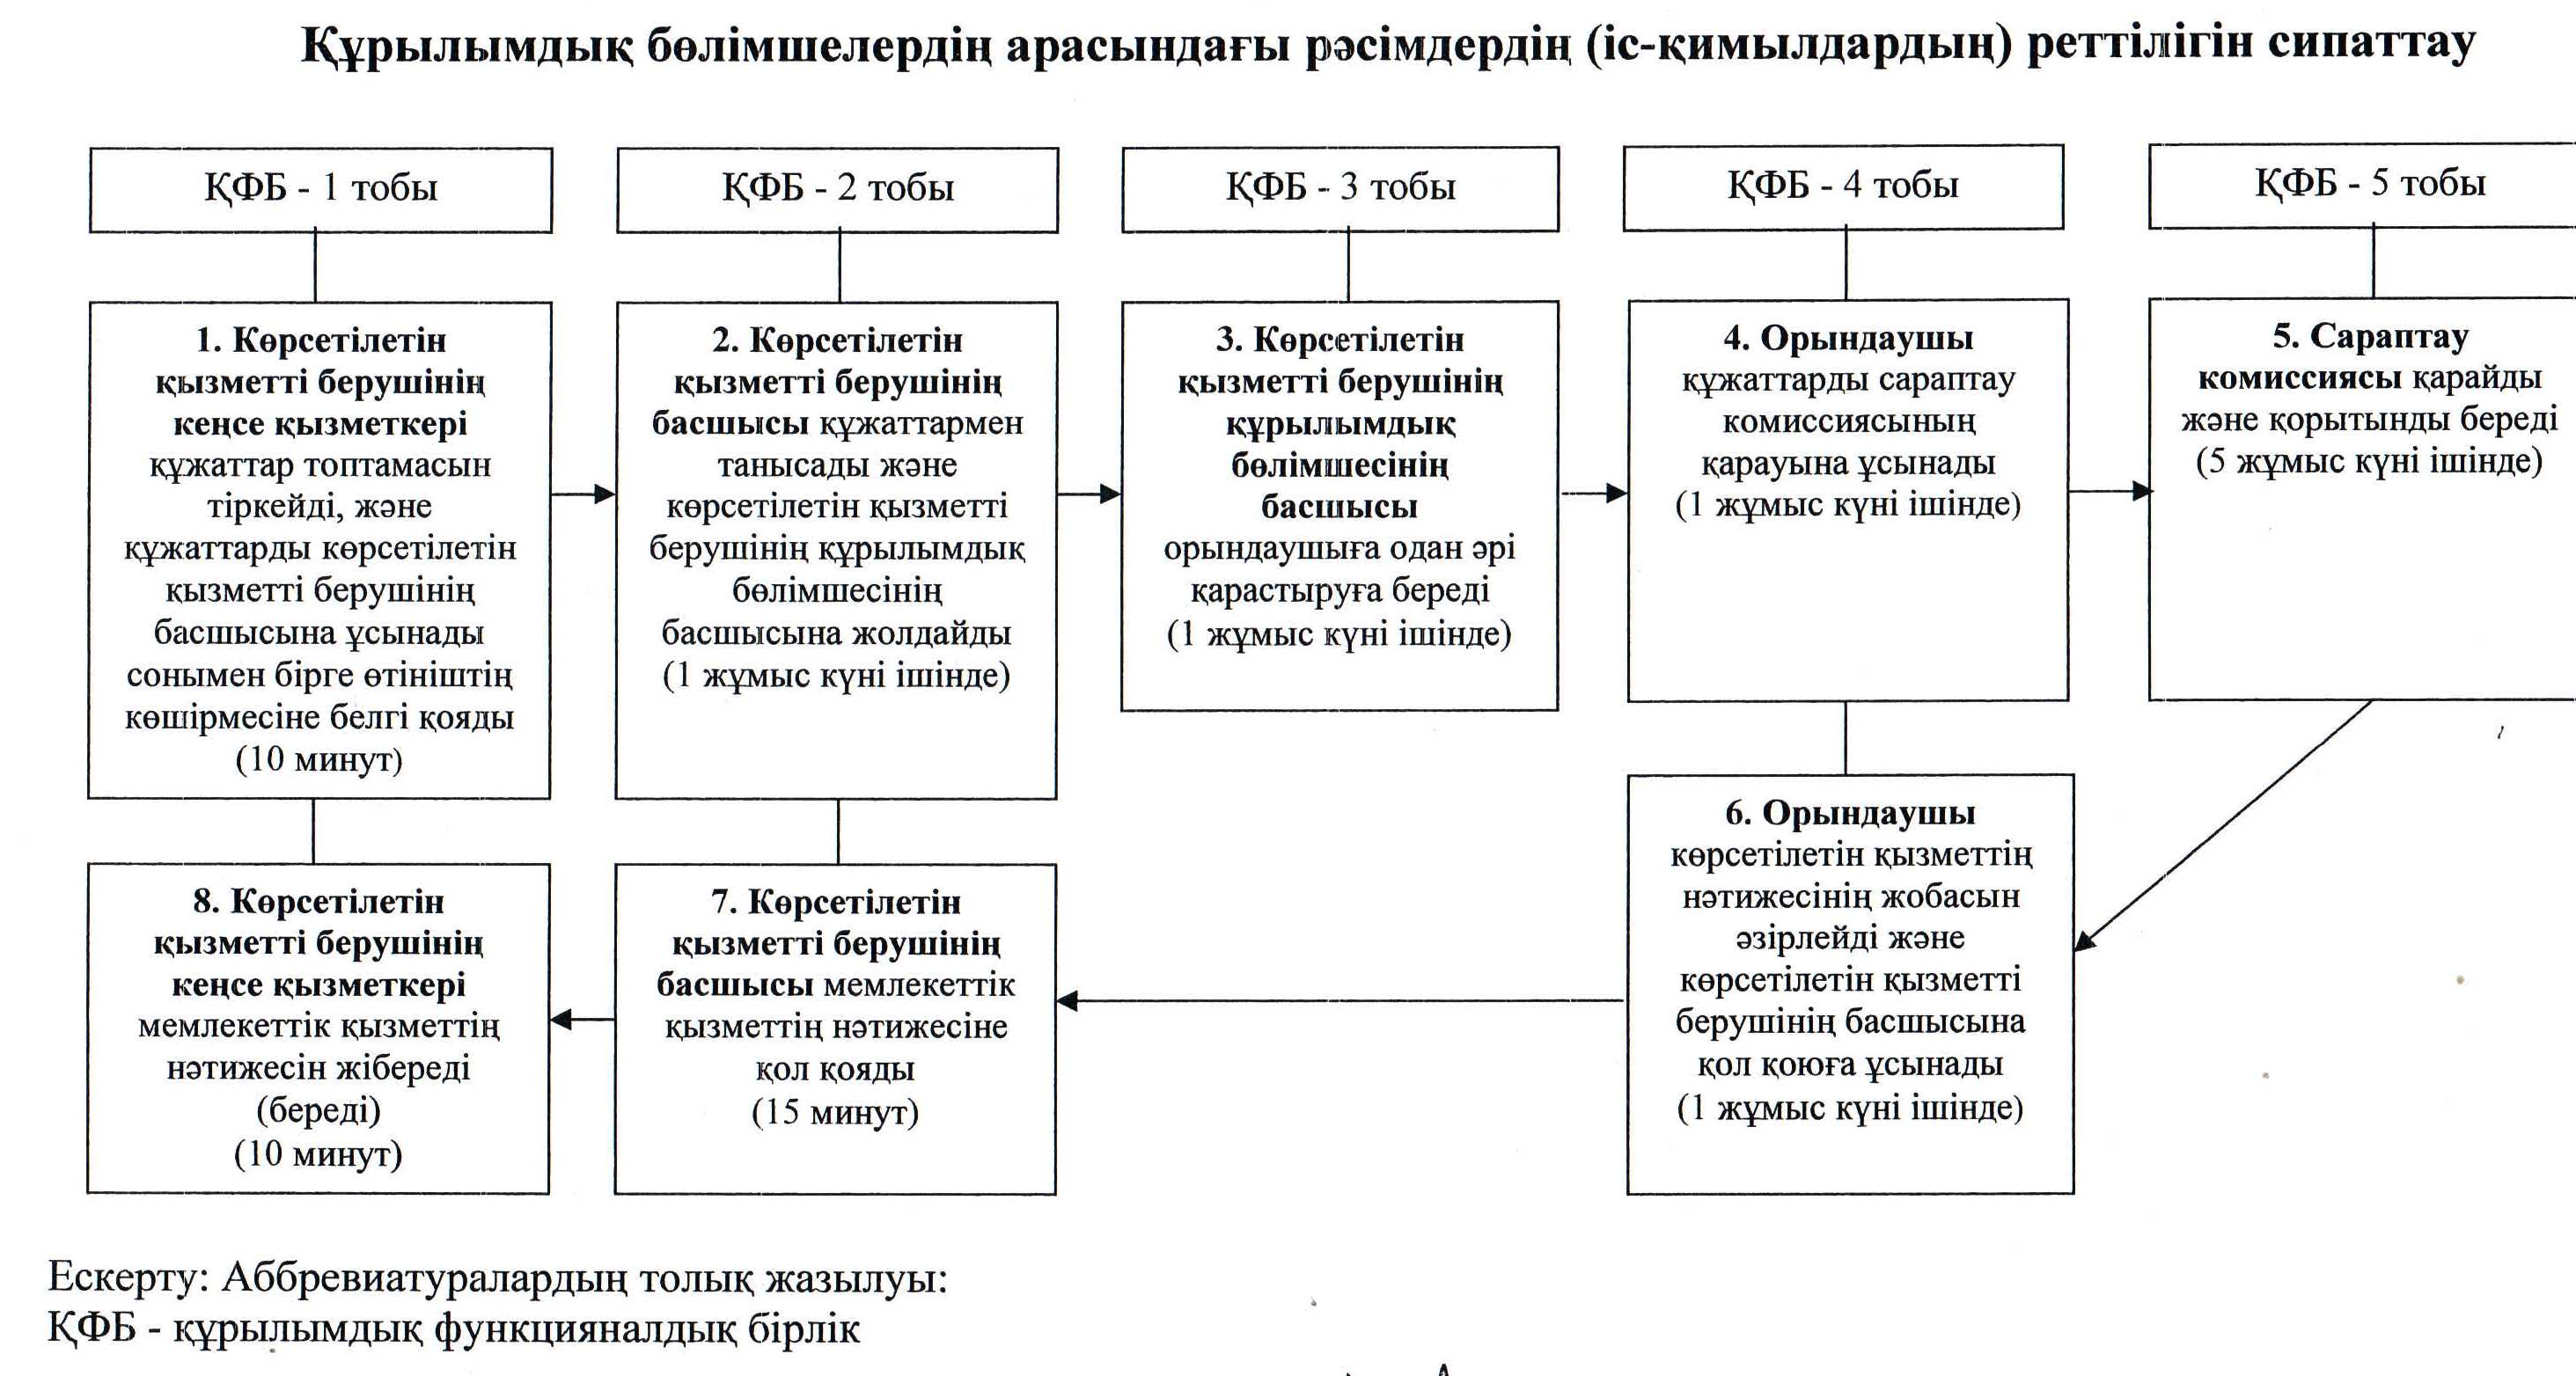 Құрылымдық бөлімшелердің арасындағы рәсімдердің (іс-қимылдардың) реттілігін сипаттау
ҚФБ - 1 тобы
ҚФБ - 2 тобы
ҚФБ - 3 тобы
ҚФБ - 4 тобы
ҚФБ - 5 тобы
1. Көрсетілетін
қызметті берушінің
кеңсе қызметкері
құжаттар топтамасын
тіркейді, және
құжаттарды көрсетілетін
қызметті берушінің
басшысына ұсынады
сонымен бірге өтініштің
көшірмесіне белгі қояды
(10 минут)
2. Көрсетілетін
қызметті берушінің
басшысы құжаттармен
танысады және
көрсетілетін қызметті
берушінің құрылымдық
бөлімшесінің
басшысына жолдайды
(1 жұмыс күні ішінде)
3. Көрсетілетін
қызметті берушінің
құрылымдық
бөлімшесінің
басшысы
орындаушыға одан әрі
қарастыруға береді
(1 жұмыс күні ішінде)
4. Орындаушы
құжаттарды сараптау
комиссиясының
қарауына ұсынады
(1 жұмыс күні ішінде)
5. Сараптау
комиссиясы қарайды
және қорытынды береді
(5 жұмыс күні ішінде)
6. Орындаушы
көрсетілетін қызметтің
нәтижесінің жобасын
әзірлейді және
көрсетілетін қызметті
берушінің басшысына
қол қоюға ұсынады
(1 жұмыс күні ішінде)
7. Көрсетілетін
қызметті берушінің
басшысы мемлекеттік
қызметтің нәтижесіне
қол қояды
(15 минут)
8. Көрсетілетін
қызметті берушінің
кеңсе қызметкері
мемлекеттік қызметтің
нәтижесін жібереді
(береді)
(10 минут)
Ескерту: Аббревиатуралардың толық жазылуы:
ҚФБ - құрылымдық функцияналдық бірлік